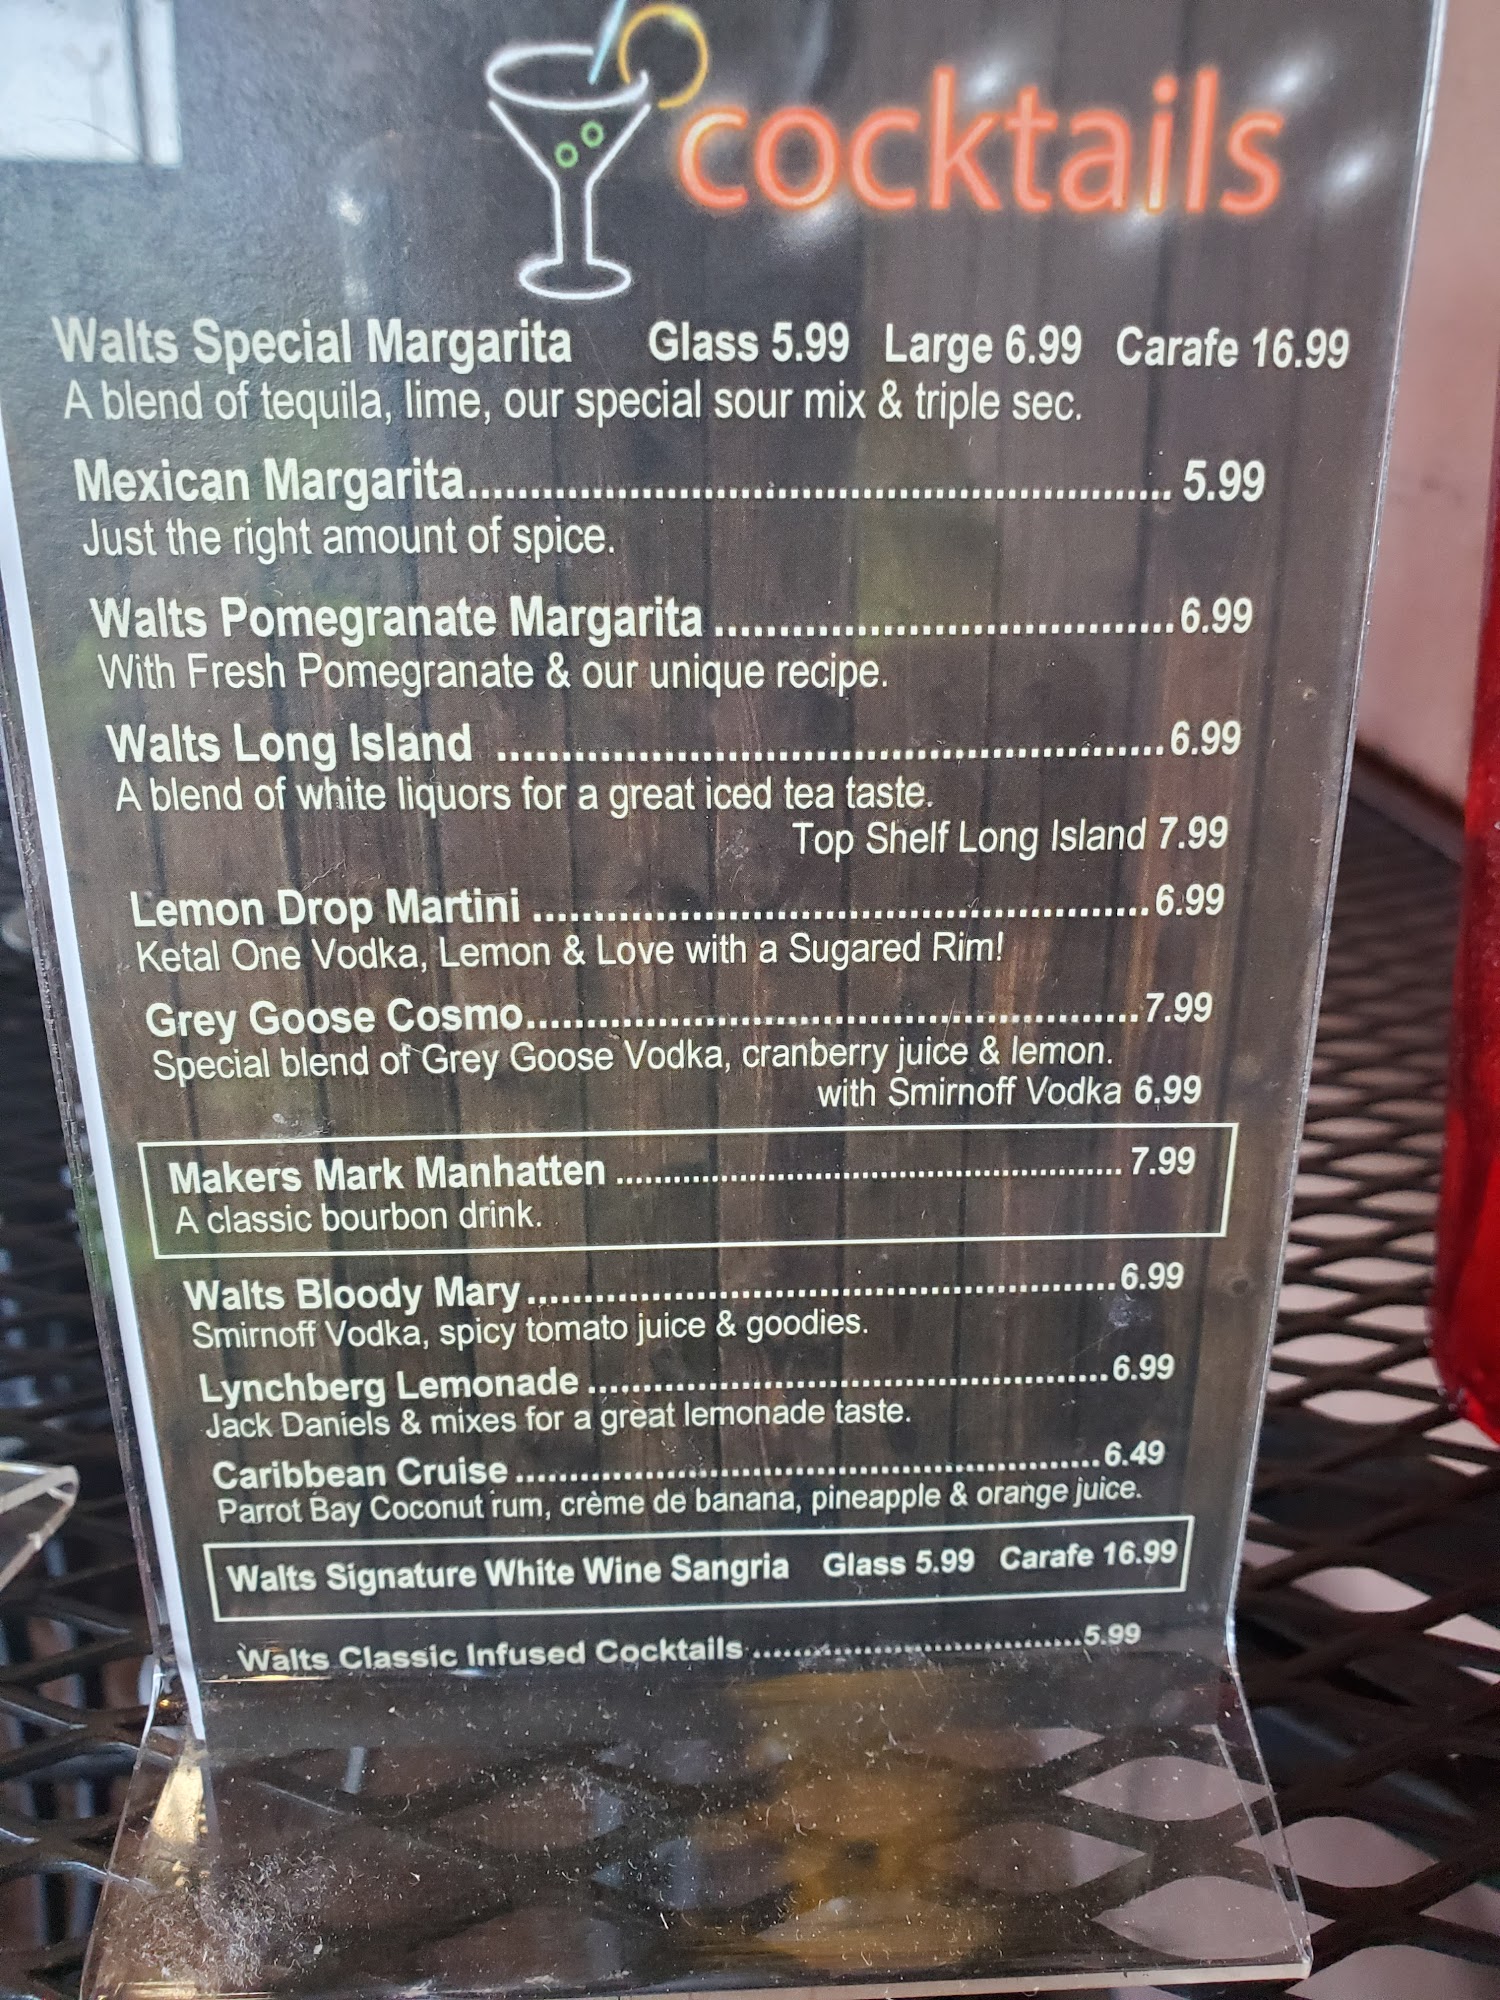 cocktails
Walts Special Margarita Glass 5.99 Large 6.99 Carafe 16.99
A blend of tequila, lime, our special sour mix & triple sec.
Mexican Margarita................................................................ 5.99
Just the right amount of spice.
Walts Pomegranate Margarita .......................................6.99
With Fresh Pomegranate & our unique recipe.
Walts Long Island ..........................................................6.99
A blend of white liquors for a great iced tea taste.
Top Shelf Long Island 7.99
Lemon Drop Martini .......................................................6.99
Ketal One Vodka, Lemon & Love with a Sugared Rim!
Grey Goose Cosmo........................................................7.99
Special blend of Grey Goose Vodka, cranberry juice & lemon.
with Smirnoff Vodka 6.99
Makers Mark Manhatten ................................................ 7.99
A classic bourbon drink.
Walts Bloody Mary..........................................................6.99
Smirnoff Vodka, spicy tomato juice & goodies.
Lynchberg Lemonade .....................................................6.99
Jack Daniels & mixes for a great lemonade taste.
Caribbean Cruise ............................................................6.49
Parrot Bay Coconut rum, crème de banana, pineapple & orange juice.
Walts Signature White Wine Sangria Glass 5.99 Carafe 16.99
Walts Classic Infused Cocktails ....................................5.99